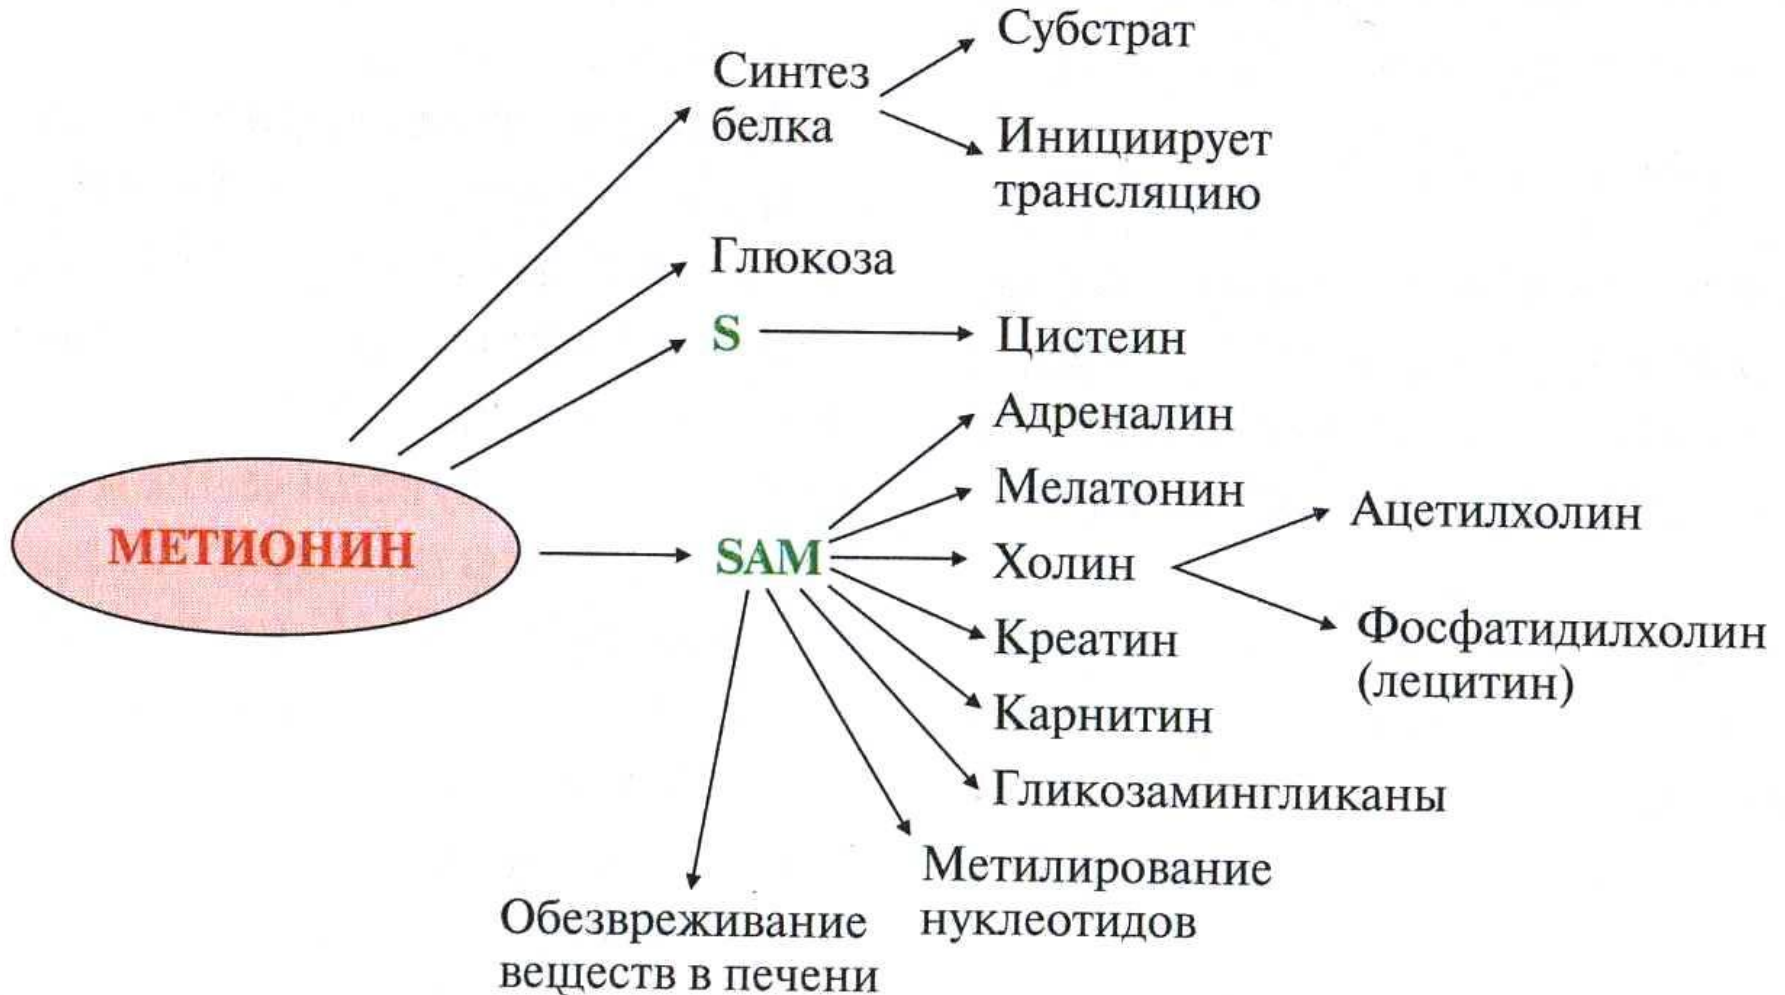 Субстрат
Синтез
белка
Инициирует
трансляцию
Глюкоза
S
Цистеин
Адреналин
Мелатонин
Ацетилхолин
МЕТИОНИН
SAM
Холин
Креатин
Фосфатидилхолин
(лецитин)
Карнитин
Гликозамингликаны
Метилирование
нуклеотидов
Обезвреживание
веществ в печени